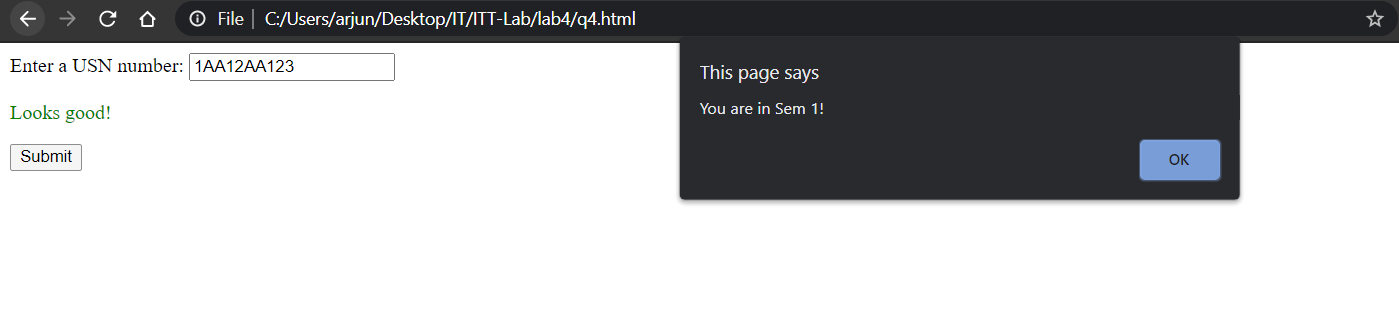 File C:/Users/arjun/Desktop/IT/ITT-Lab/lab4/q4.html
Enter a USN number: 1AA12AA123
Looks good!
Submit
This page says
You are in Sem 1!
OK